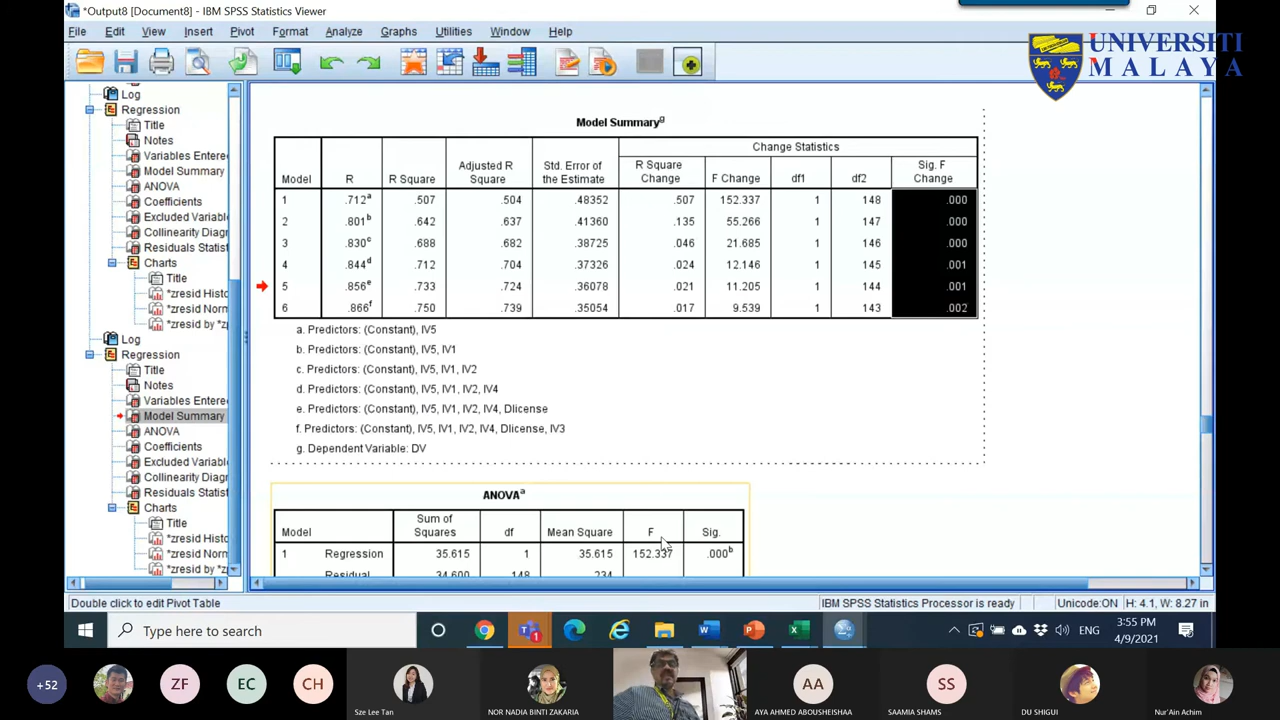 *Output8 [Document8] - IBM SPSS Statistics Viewer
File Edit View Insert Pivot Format Analyze Graphs Utilities Window Help
UNIVERSITI
MALAYA
Log
Regression
Title
Notes
Variables Entere
Model Summary
ANOVA
Coefficients
Excluded Variabl
Collinearity Diagr
Residuals Statist
Charts
Title
*zresid Histo
*zresid Norm
*zresid by *z
Log
Regression
Title
Notes
Variables Entere
Model Summary
ANOVA
Coefficients
Excluded Variabl
Collinearity Diagr
Residuals Statist
Charts
Title
*zresid Histo
*zresid Norm
*zresid by *z
Model Summary^g
Change Statistics
Model R R Square Adjusted R Square Std. Error of the Estimate R Square Change F Change df1 df2 Sig. F Change
1 .712^a .507 .504 .48352 .507 152.337 1 148 .000
2 .801^b .642 .637 .41360 .135 55.266 1 147 .000
3 .830^c .688 .682 .38725 .046 21.685 1 146 .000
4 .844^d .712 .704 .37326 .024 12.146 1 145 .001
5 .856^e .733 .724 .36078 .021 11.205 1 144 .001
6 .866^f .750 .739 .35054 .017 9.539 1 143 .002
a. Predictors: (Constant), IV5
b. Predictors: (Constant), IV5, IV1
c. Predictors: (Constant), IV5, IV1, IV2
d. Predictors: (Constant), IV5, IV1, IV2, IV4
e. Predictors: (Constant), IV5, IV1, IV2, IV4, Dlicense
f. Predictors: (Constant), IV5, IV1, IV2, IV4, Dlicense, IV3
g. Dependent Variable: DV
ANOVA^a
Model Sum of Squares df Mean Square F Sig.
1 Regression 35.615 1 35.615 152.337 .000^b
Residual 34.600 148 .234
Double click to edit Pivot Table
IBM SPSS Statistics Processor is ready
Unicode:ON H: 4.1, W: 8.27 in
Type here to search
1
ENG
3:55 PM
4/9/2021
+52
ZF
EC
CH
Sze Lee Tan
NOR NADIA BINTI ZAKARIA
AA
AYA AHMED ABOUSHEISHAA
SS
SAAMIA SHAMS
DU SHIGUI
Nur'Ain Achim